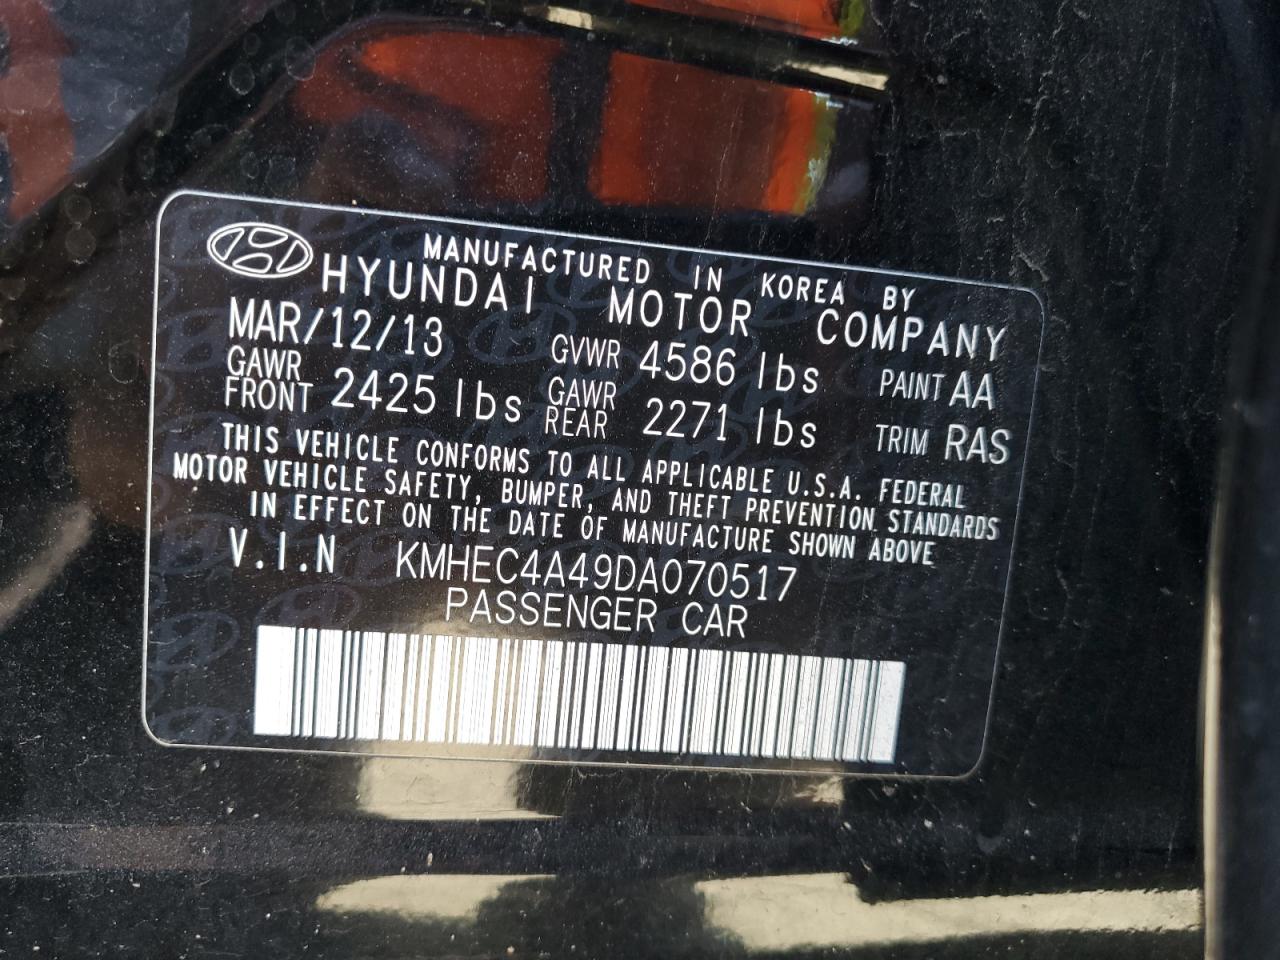 MANUFACTURED IN KOREA BY
HYUNDAI MOTOR COMPANY
MAR/12/13 GVWR 4586 lbs PAINT AA
GAWR FRONT 2425 lbs GAWR REAR 2271 lbs TRIM RAS
THIS VEHICLE CONFORMS TO ALL APPLICABLE U.S.A. FEDERAL
MOTOR VEHICLE SAFETY, BUMPER, AND THEFT PREVENTION STANDARDS
IN EFFECT ON THE DATE OF MANUFACTURE SHOWN ABOVE
V.I.N KMHEC4A49DA070517
PASSENGER CAR